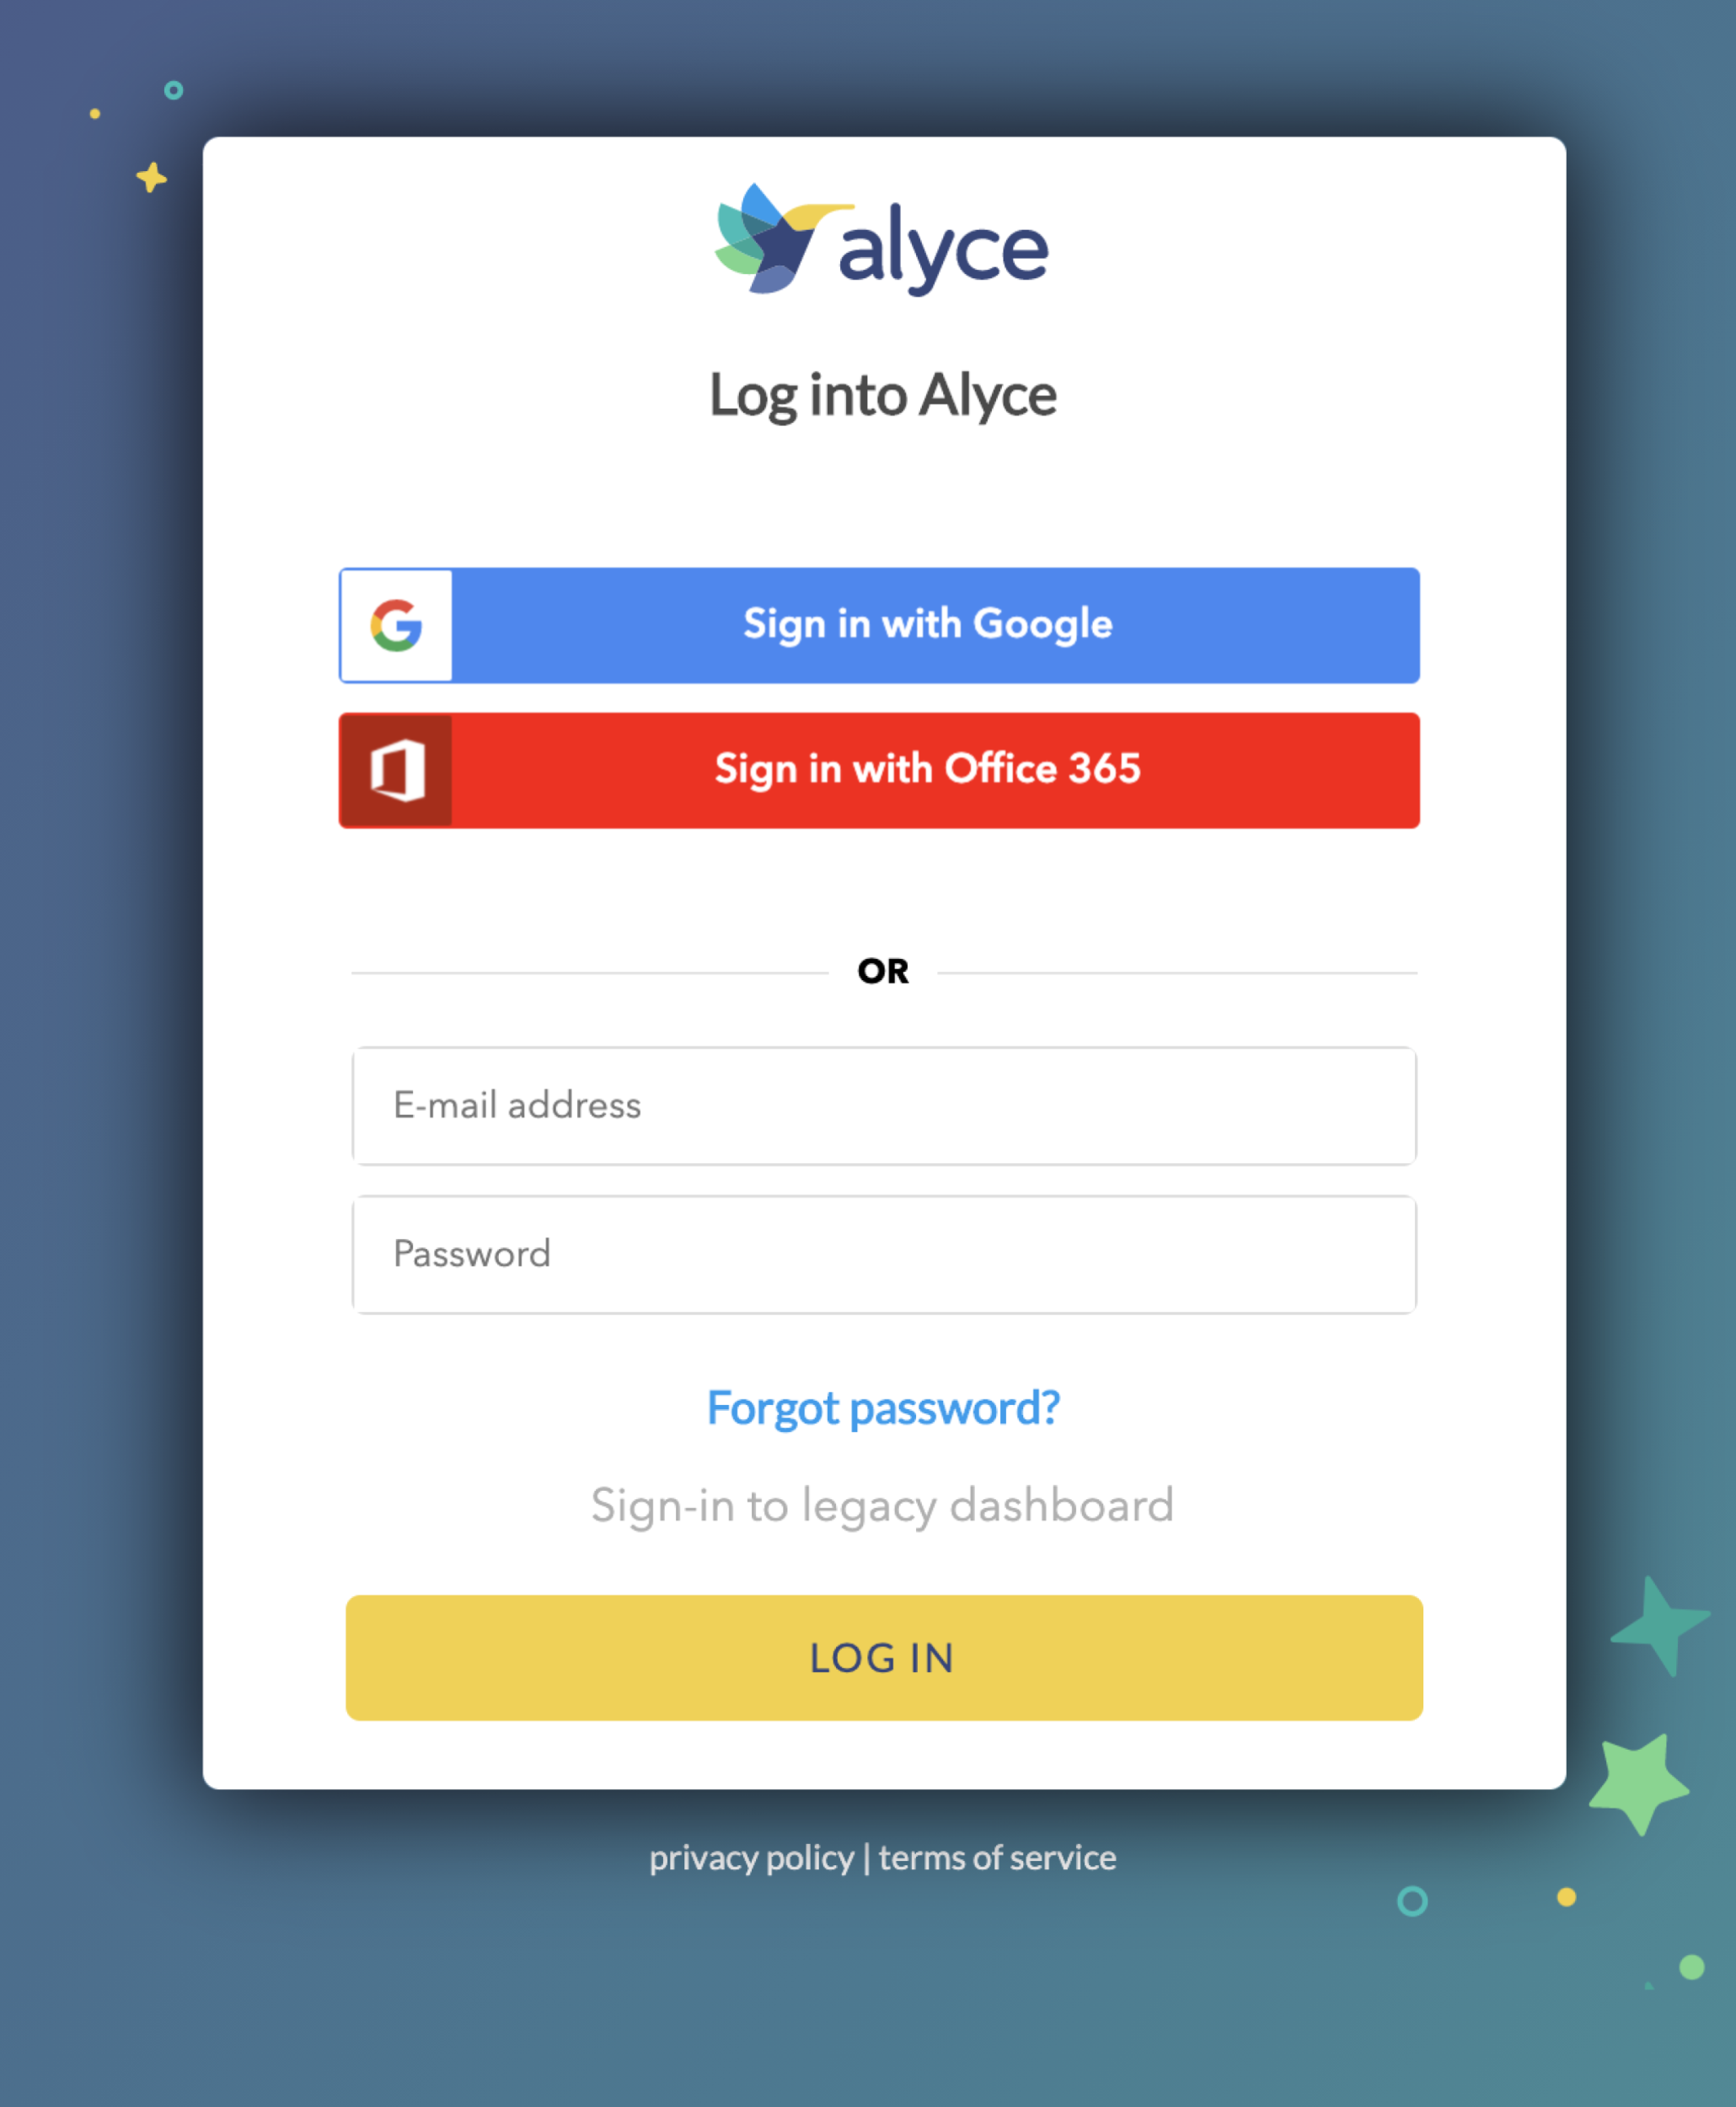 alyce
Log into Alyce
Sign in with Google
Sign in with Office 365
OR
E-mail address
Password
Forgot password?
Sign-in to legacy dashboard
LOG IN
privacy policy | terms of service